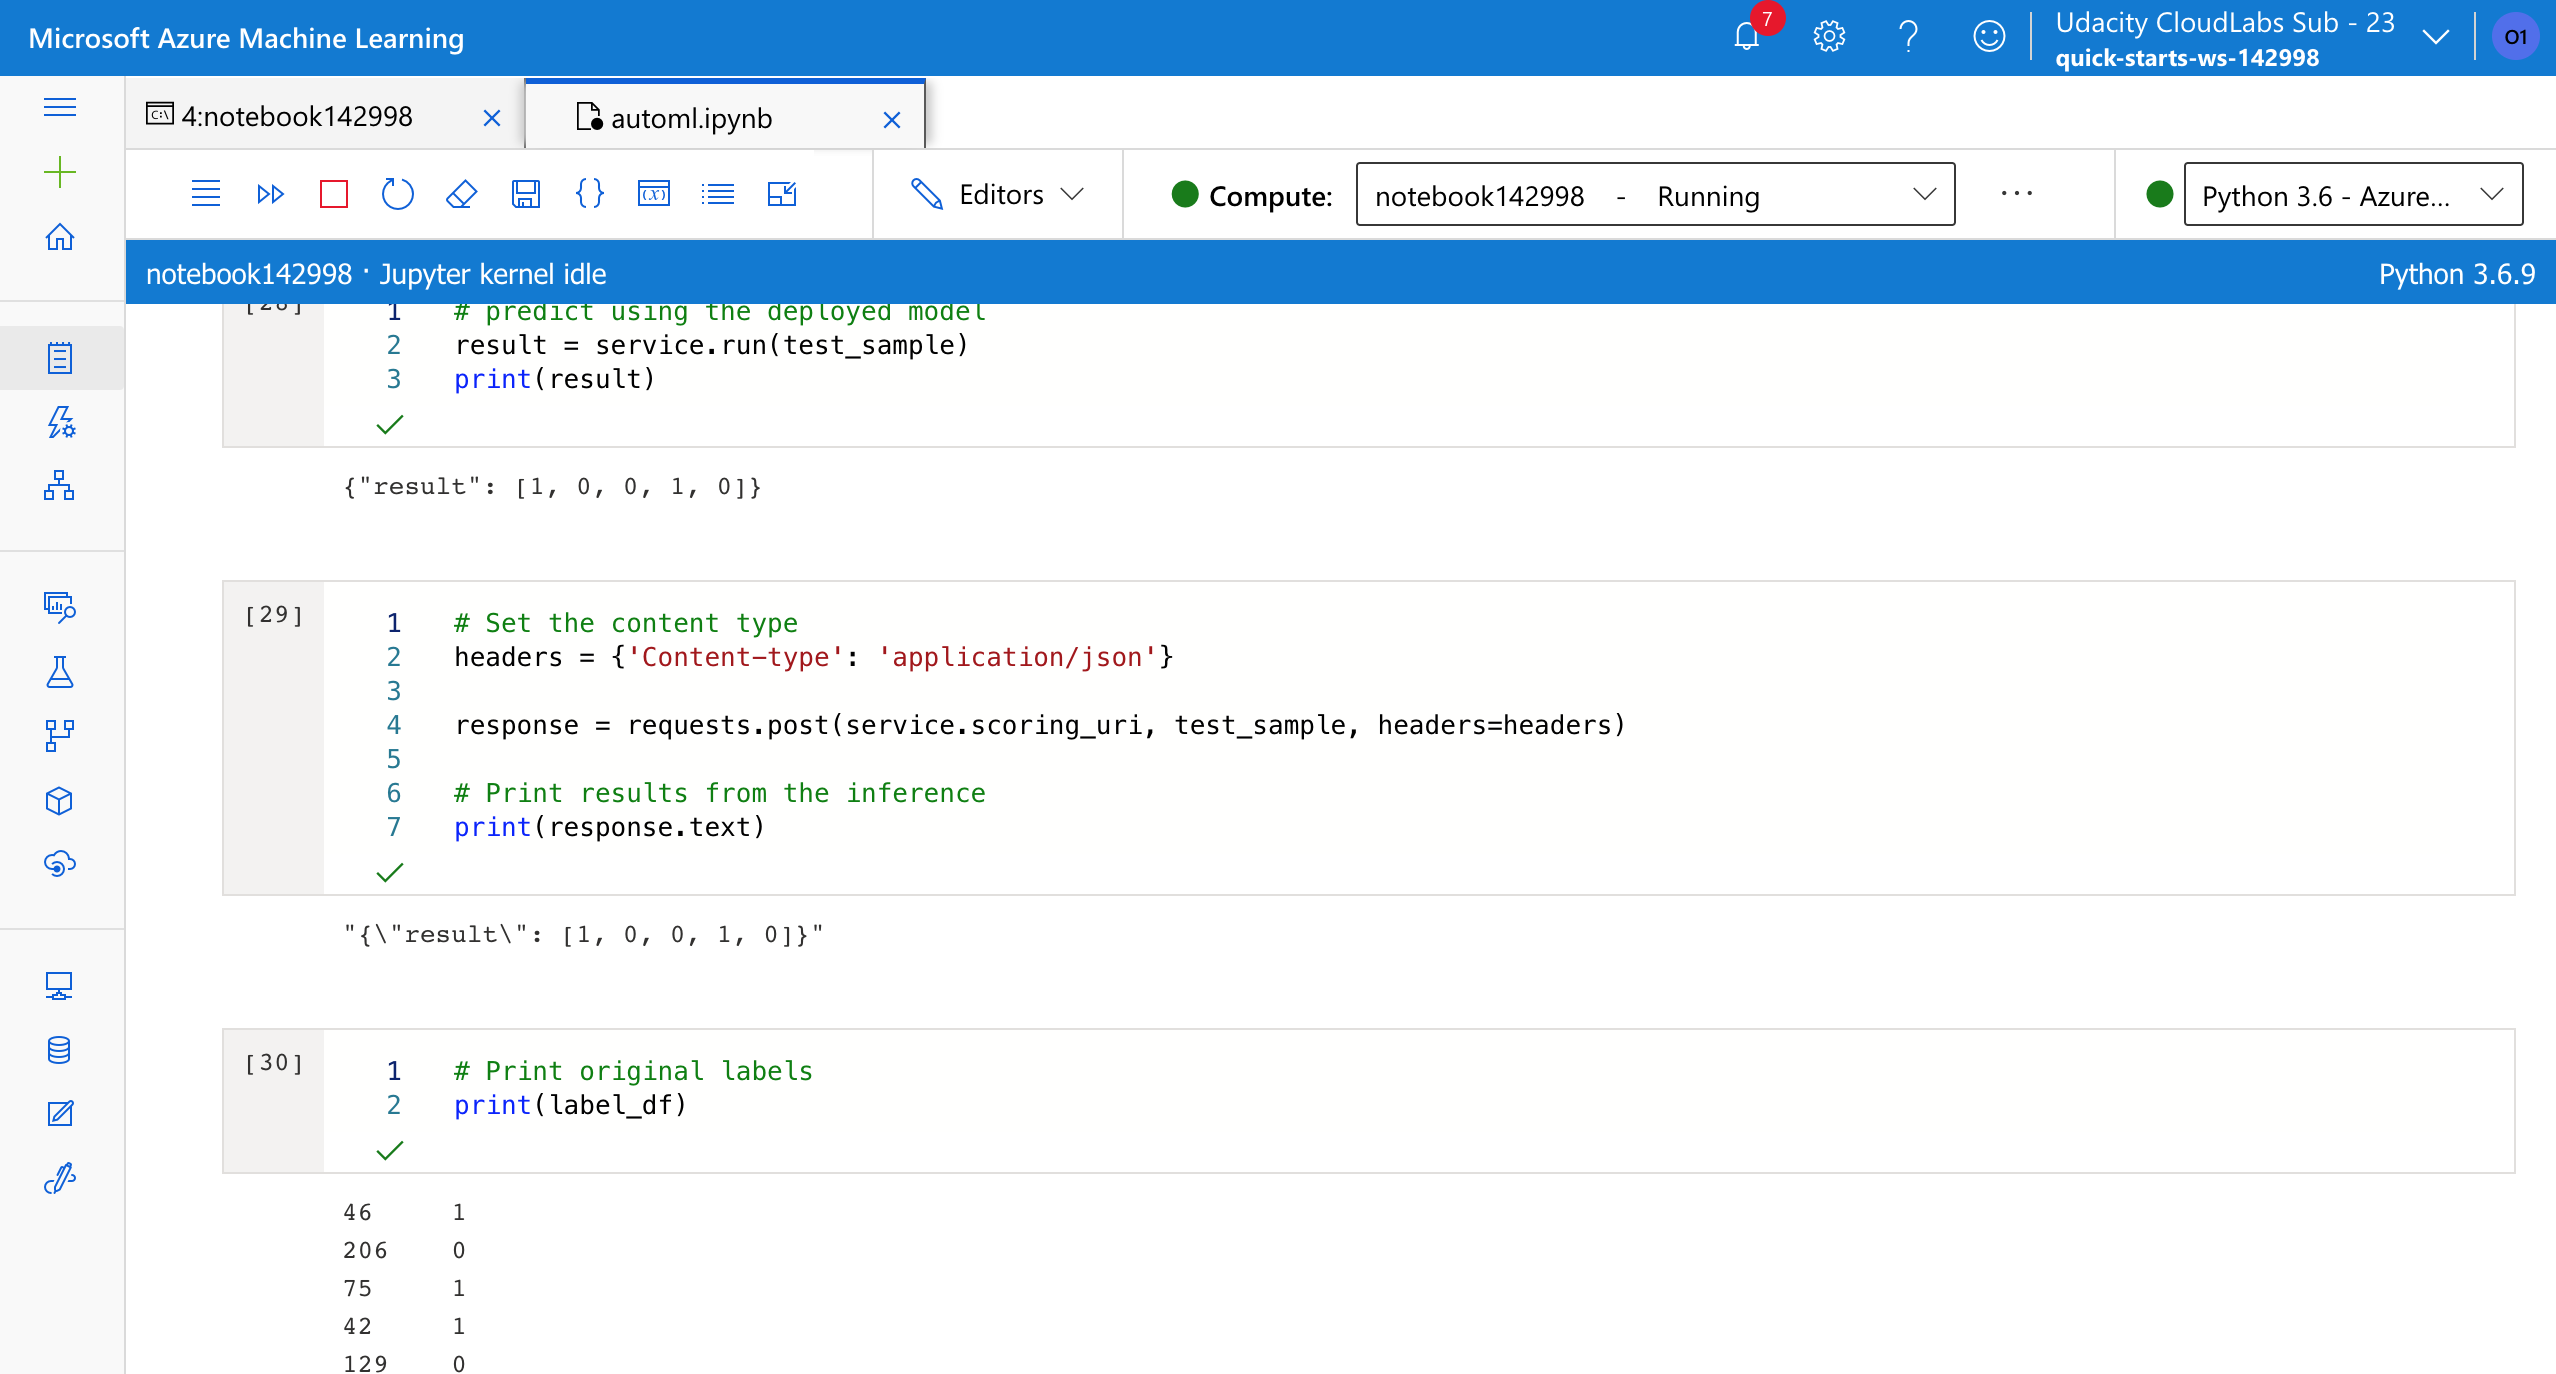 Microsoft Azure Machine Learning
7
Udacity CloudLabs Sub - 23
quick-starts-ws-142998
O1
4:notebook142998
automl.ipynb
Editors
Compute:
notebook142998 - Running
Python 3.6 - Azure...
notebook142998 · Jupyter kernel idle
Python 3.6.9
[28]
1 # predict using the deployed model
2 result = service.run(test_sample)
3 print(result)
{"result": [1, 0, 0, 1, 0]}
[29]
1 # Set the content type
2 headers = {'Content-type': 'application/json'}
3
4 response = requests.post(service.scoring_uri, test_sample, headers=headers)
5
6 # Print results from the inference
7 print(response.text)
"{\"result\": [1, 0, 0, 1, 0]}"
[30]
1 # Print original labels
2 print(label_df)
46 1
206 0
75 1
42 1
129 0